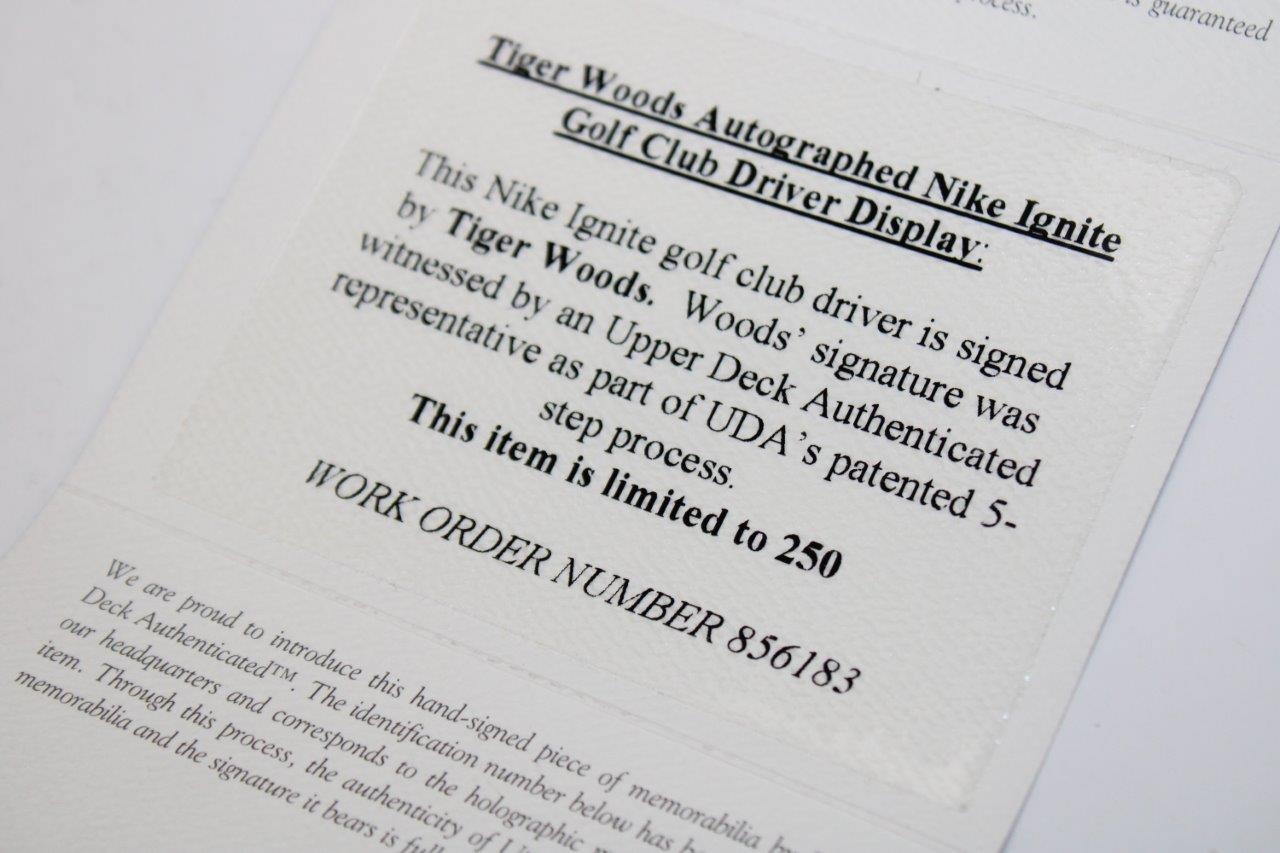 is guaranteed
process.
Tiger Woods Autographed Nike Ignite
Golf Club Driver Display:
This Nike Ignite golf club driver is signed
by Tiger Woods. Woods' signature was
witnessed by an Upper Deck Authenticated
representative as part of UDA's patented 5-
step process.
This item is limited to 250
WORK ORDER NUMBER 856183
We are proud to introduce this hand-signed piece of memorabilia
Deck Authenticated™. The identification number below has
our headquarters and corresponds to the holographic
item. Through this process, the authenticity of
memorabilia and the signature it bears is